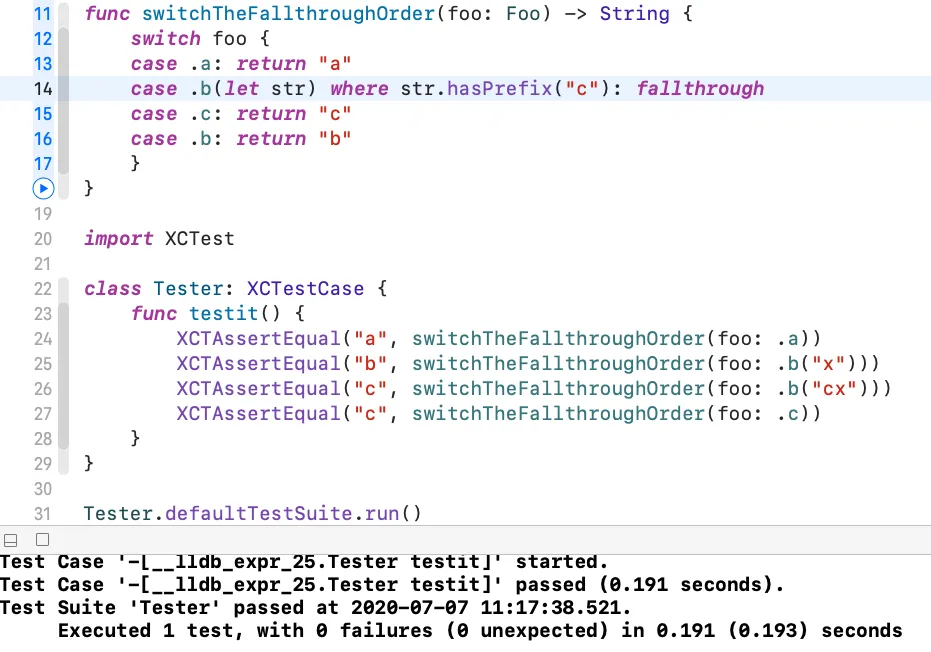 11 func switchTheFallthroughOrder(foo: Foo) -> String {
12 switch foo {
13 case .a: return "a"
14 case .b(let str) where str.hasPrefix("c"): fallthrough
15 case .c: return "c"
16 case .b: return "b"
17 }
}
19
20 import XCTest
21
22 class Tester: XCTestCase {
23 func testit() {
24 XCTAssertEqual("a", switchTheFallthroughOrder(foo: .a))
25 XCTAssertEqual("b", switchTheFallthroughOrder(foo: .b("x")))
26 XCTAssertEqual("c", switchTheFallthroughOrder(foo: .b("cx")))
27 XCTAssertEqual("c", switchTheFallthroughOrder(foo: .c))
28 }
29 }
30
31 Tester.defaultTestSuite.run()
Test Case '-[__lldb_expr_25.Tester testit]' started.
Test Case '-[__lldb_expr_25.Tester testit]' passed (0.191 seconds).
Test Suite 'Tester' passed at 2020-07-07 11:17:38.521.
Executed 1 test, with 0 failures (0 unexpected) in 0.191 (0.193) seconds